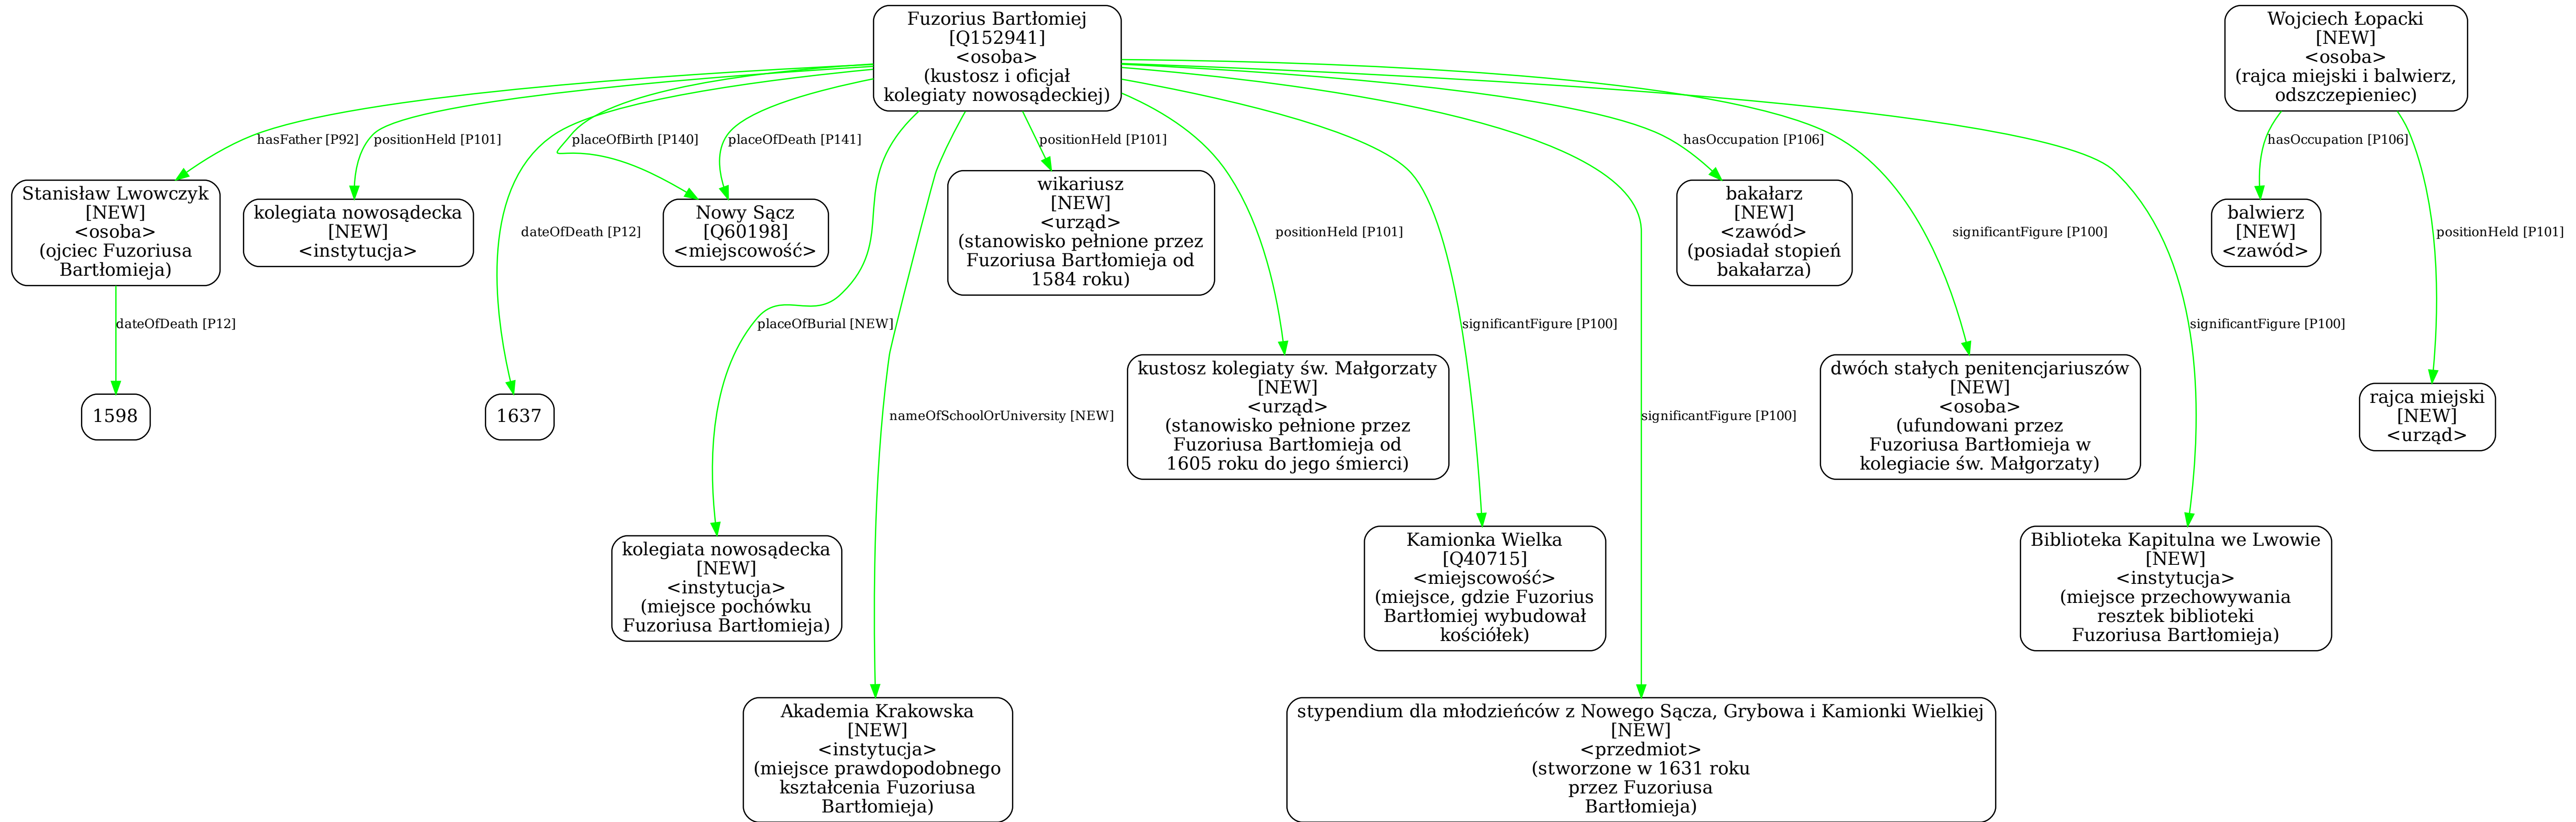 Fuzorius Bartłomiej
[Q152941]
<osoba>
(kustosz i oficjał
kolegiaty nowosądeckiej)
Wojciech Łopacki
[NEW]
<osoba>
(rajca miejski i balwierz,
odszczepieniec)
hasFather [P92]
positionHeld [P101]
placeOfBirth [P140]
placeOfDeath [P141]
positionHeld [P101]
hasOccupation [P106]
hasOccupation [P106]
Stanisław Lwowczyk
[NEW]
<osoba>
(ojciec Fuzoriusa
Bartłomieja)
kolegiata nowosądecka
[NEW]
<instytucja>
dateOfDeath [P12]
Nowy Sącz
[Q60198]
<miejscowość>
wikariusz
[NEW]
<urząd>
(stanowisko pełnione przez
Fuzoriusa Bartłomieja od
1584 roku)
positionHeld [P101]
bakałarz
[NEW]
<zawód>
(posiadał stopień
bakałarza)
significantFigure [P100]
balwierz
[NEW]
<zawód>
positionHeld [P101]
dateOfDeath [P12]
placeOfBurial [NEW]
significantFigure [P100]
significantFigure [P100]
1598
1637
nameOfSchoolOrUniversity [NEW]
kustosz kolegiaty św. Małgorzaty
[NEW]
<urząd>
(stanowisko pełnione przez
Fuzoriusa Bartłomieja od
1605 roku do jego śmierci)
significantFigure [P100]
dwóch stałych penitencjariuszów
[NEW]
<osoba>
(ufundowani przez
Fuzoriusa Bartłomieja w
kolegiacie św. Małgorzaty)
rajca miejski
[NEW]
<urząd>
kolegiata nowosądecka
[NEW]
<instytucja>
(miejsce pochówku
Fuzoriusa Bartłomieja)
Kamionka Wielka
[Q40715]
<miejscowość>
(miejsce, gdzie Fuzorius
Bartłomiej wybudował
kościółek)
Biblioteka Kapitulna we Lwowie
[NEW]
<instytucja>
(miejsce przechowywania
resztek biblioteki
Fuzoriusa Bartłomieja)
Akademia Krakowska
[NEW]
<instytucja>
(miejsce prawdopodobnego
kształcenia Fuzoriusa
Bartłomieja)
stypendium dla młodzieńców z Nowego Sącza, Grybowa i Kamionki Wielkiej
[NEW]
<przedmiot>
(stworzone w 1631 roku
przez Fuzoriusa
Bartłomieja)